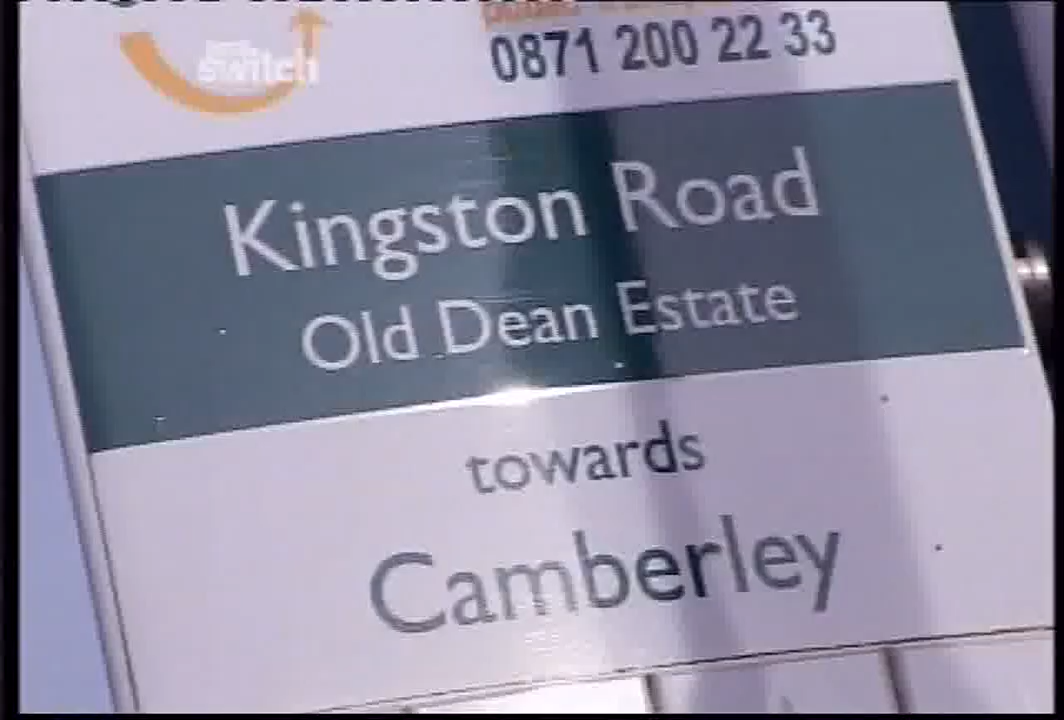 switch
0871 200 22 33
Kingston Road
Old Dean Estate
towards
Camberley